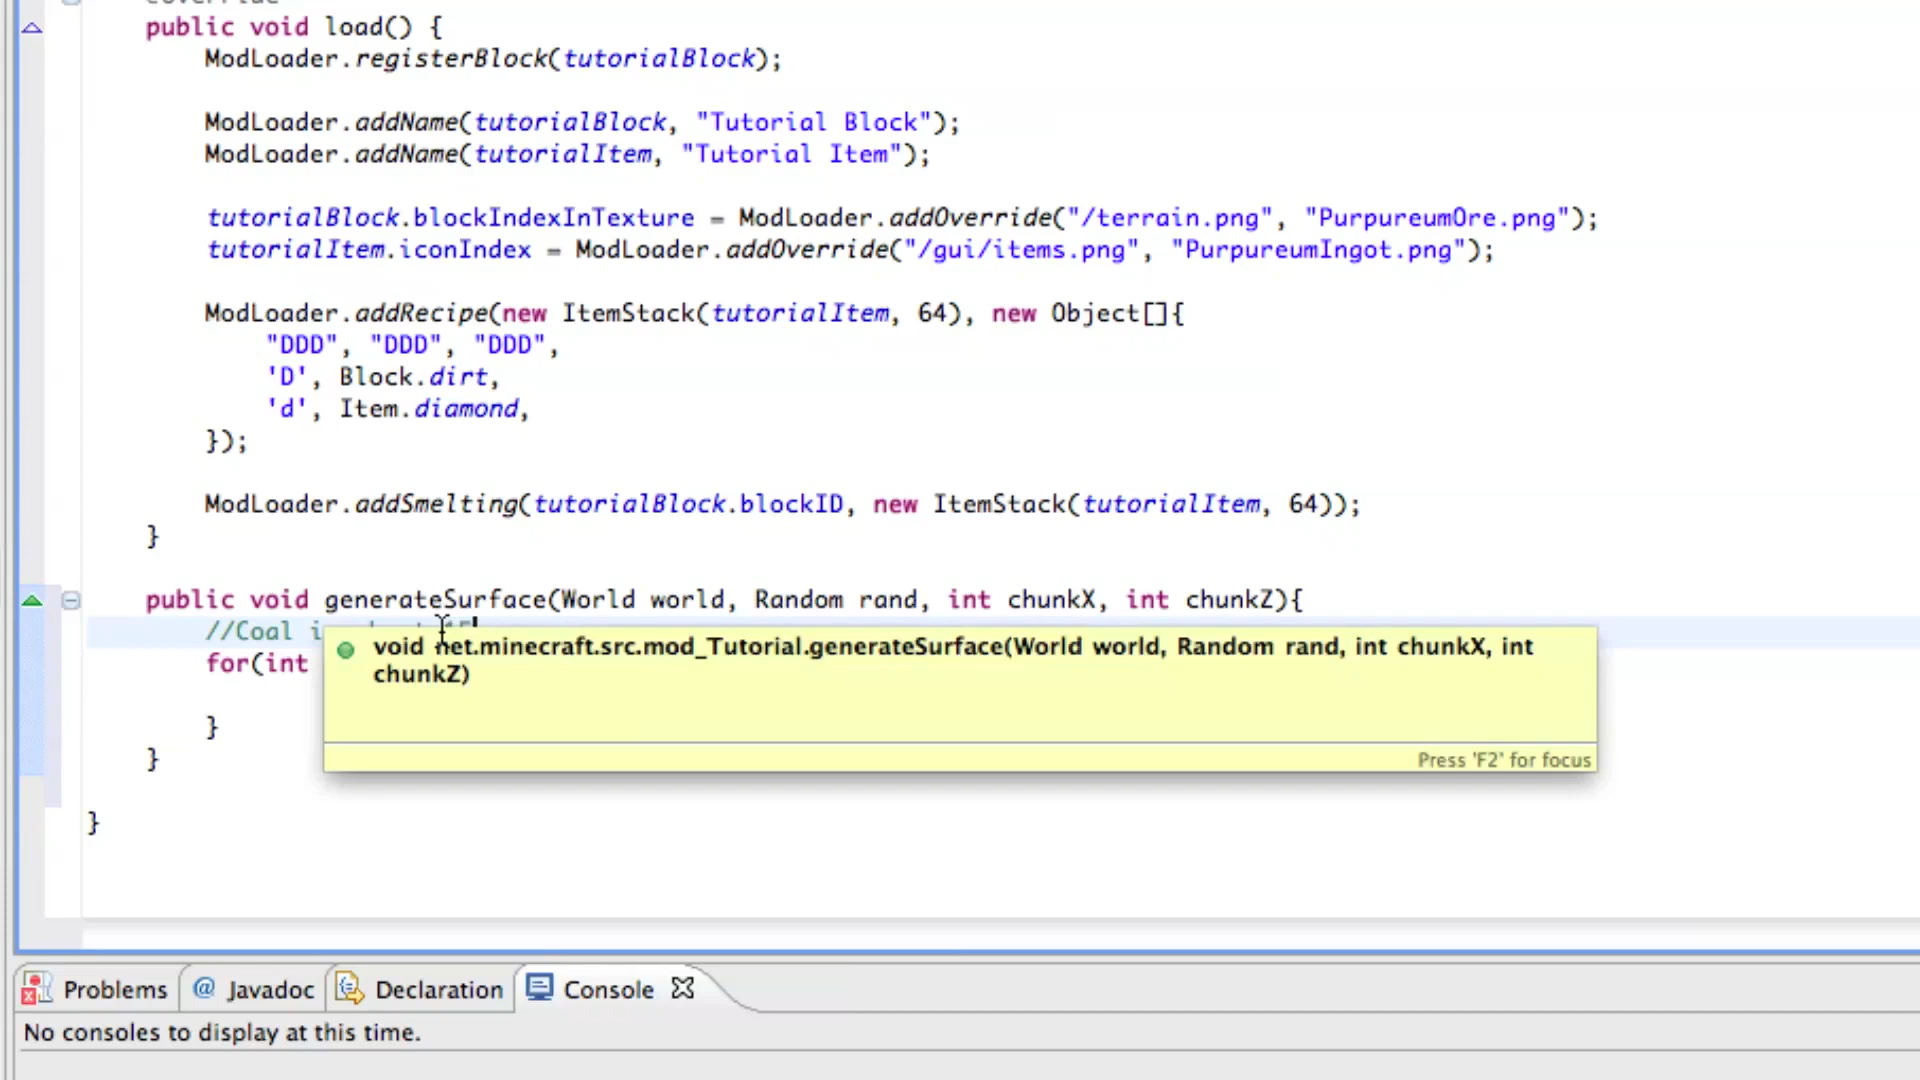 public void load() {
ModLoader.registerBlock(tutorialBlock);
ModLoader.addName(tutorialBlock, "Tutorial Block");
ModLoader.addName(tutorialItem, "Tutorial Item");
tutorialBlock.blockIndexInTexture = ModLoader.addOverride("/terrain.png", "PurpureumOre.png");
tutorialItem.iconIndex = ModLoader.addOverride("/gui/items.png", "PurpureumIngot.png");
ModLoader.addRecipe(new ItemStack(tutorialItem, 64), new Object[]{
"DDD", "DDD", "DDD",
'D', Block.dirt,
'd', Item.diamond,
});
ModLoader.addSmelting(tutorialBlock.blockID, new ItemStack(tutorialItem, 64));
}
public void generateSurface(World world, Random rand, int chunkX, int chunkZ){
//Coal
void net.minecraft.src.mod_Tutorial.generateSurface(World world, Random rand, int chunkX, int
chunkZ)
for(int
}
}
Press 'F2' for focus
}
Problems Javadoc Declaration Console
No consoles to display at this time.